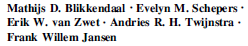 Mathijs D. Blikkendaal · Evelyn M. Schepers ·
Erik W. van Zwet · Andries R. H. Twijnstra ·
Frank Willem Jansen